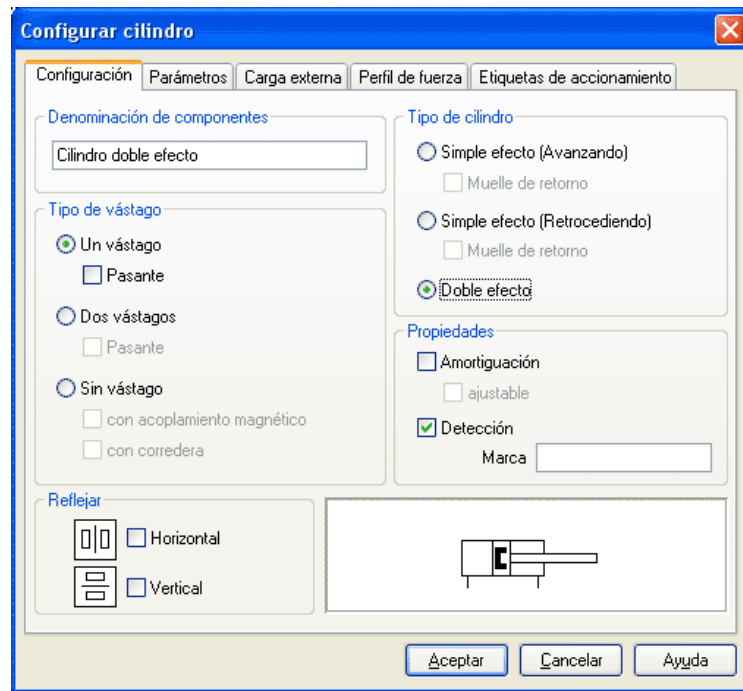 Configurar cilindro
Configuración Parámetros Carga externa Perfil de fuerza Etiquetas de accionamiento
Denominación de componentes
Cilindro doble efecto
Tipo de vástago
Un vástago
Pasante
Dos vástagos
Pasante
Sin vástago
con acoplamiento magnético
con corredera
Tipo de cilindro
Simple efecto (Avanzando)
Muelle de retorno
Simple efecto (Retrocediendo)
Muelle de retorno
Doble efecto
Propiedades
Amortiguación
ajustable
Detección
Marca
Reflejar
Horizontal
Vertical
Aceptar Cancelar Ayuda